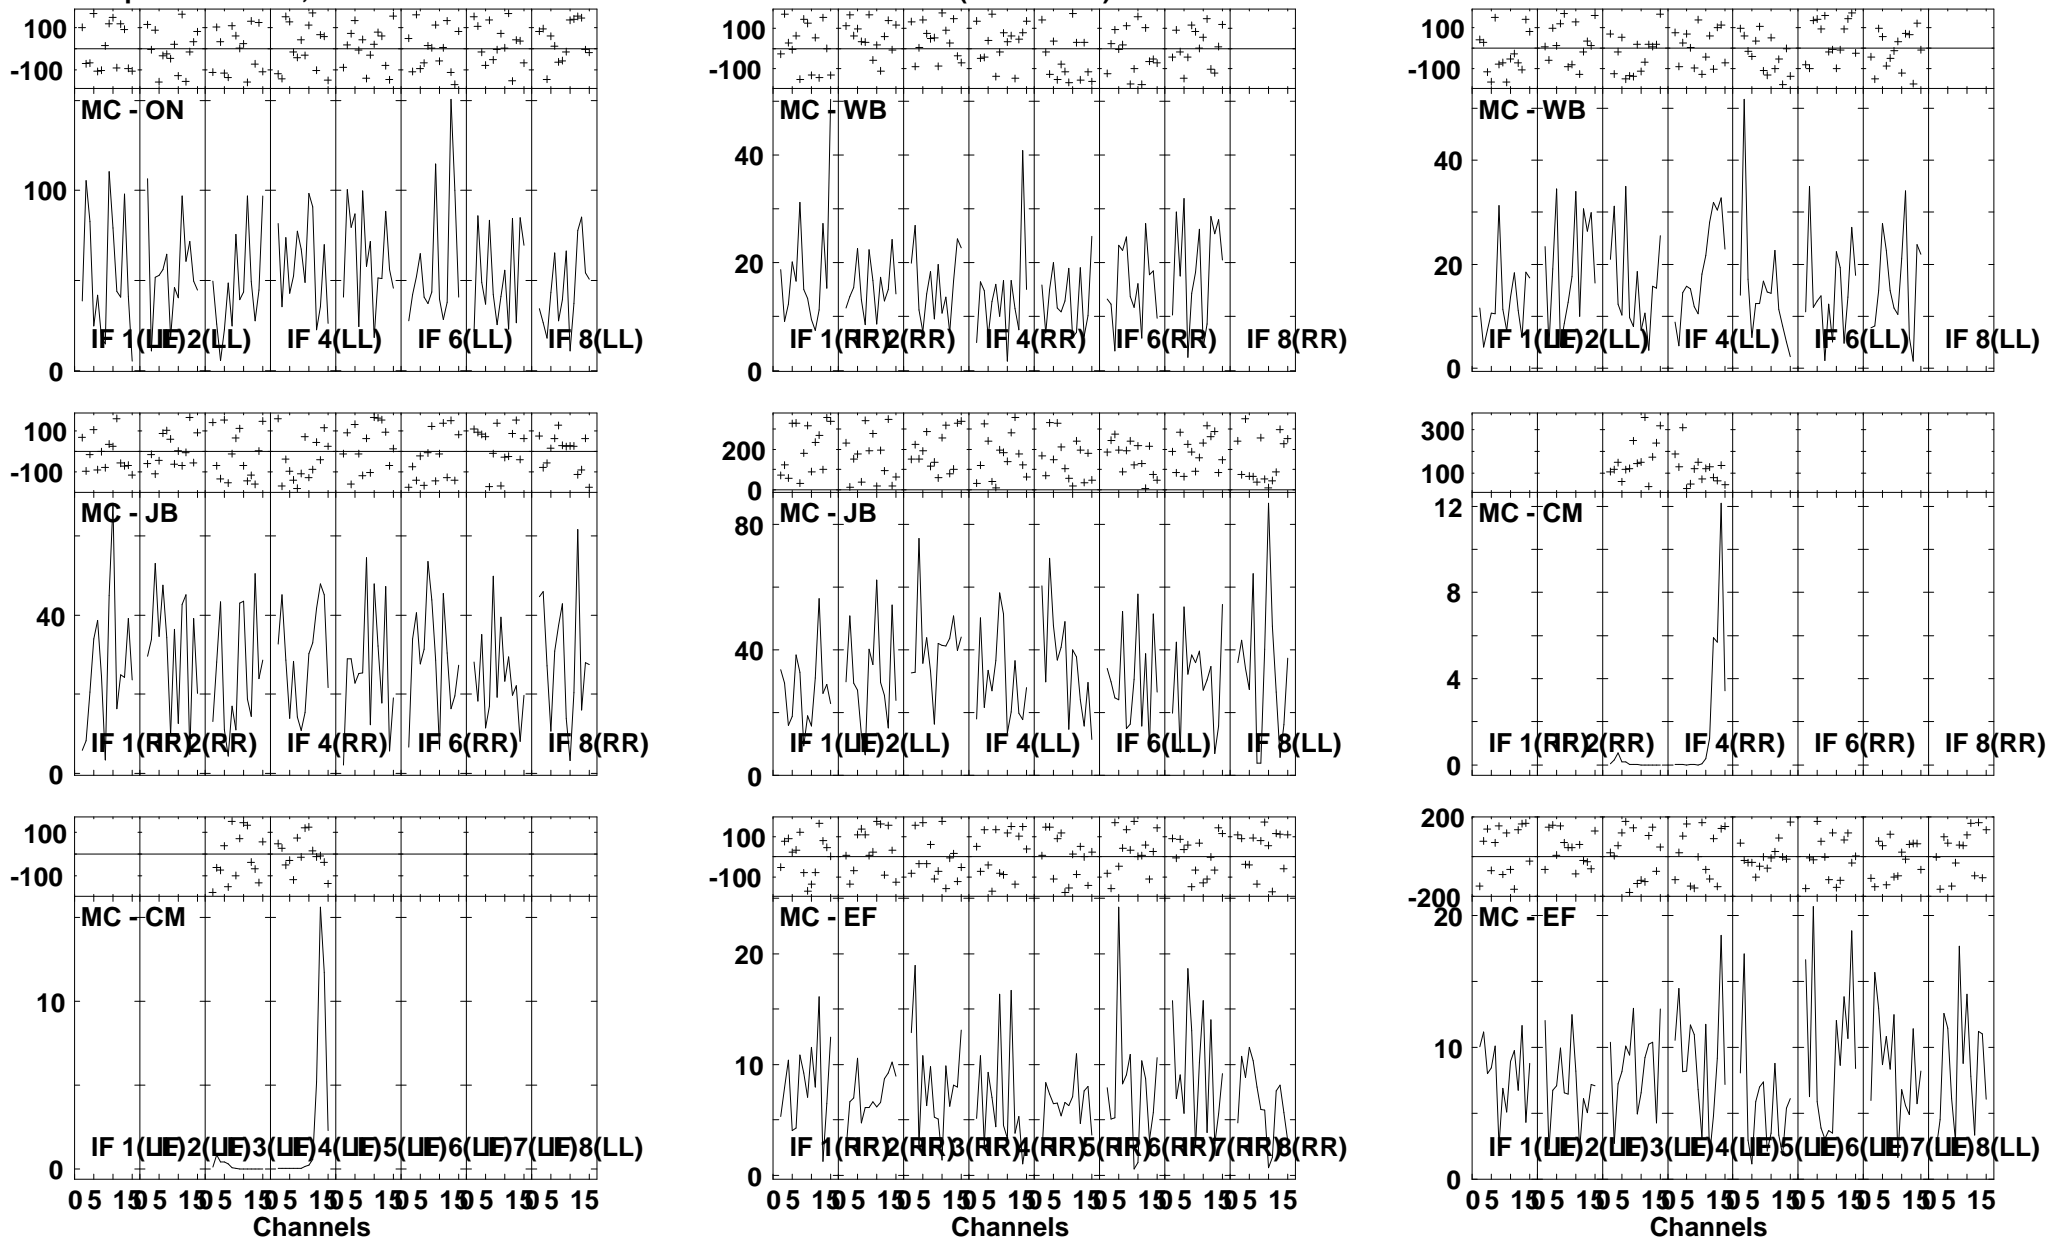 100
-100
MC - ON
100
0
IF 1(LL) IF 2(LL) IF 4(LL) IF 6(LL) IF 8(LL)
100
-100
MC - WB
40
20
0
IF 1(RR) IF 2(RR) IF 4(RR) IF 6(RR) IF 8(RR)
100
-100
MC - WB
40
20
0
IF 1(LL) IF 2(LL) IF 4(LL) IF 6(LL) IF 8(LL)
100
-100
MC - JB
40
0
IF 1(RR) IF 2(RR) IF 4(RR) IF 6(RR) IF 8(RR)
200
0
MC - JB
80
40
0
IF 1(LL) IF 2(LL) IF 4(LL) IF 6(LL) IF 8(LL)
300
100
MC - CM
12
8
4
0
IF 1(RR) IF 2(RR) IF 4(RR) IF 6(RR) IF 8(RR)
100
-100
MC - CM
10
0
IF 1(LL) IF 2(LL) IF 3(LL) IF 4(LL) IF 5(LL) IF 6(LL) IF 7(LL) IF 8(LL)
0 5 15 0 5 15 0 5 15 0 5 15 0 5 15 0 5 15 0 5 15 0 5 15
Channels
100
-100
MC - EF
20
10
0
IF 1(RR) IF 2(RR) IF 3(RR) IF 4(RR) IF 5(RR) IF 6(RR) IF 7(RR) IF 8(RR)
0 5 15 0 5 15 0 5 15 0 5 15 0 5 15 0 5 15 0 5 15 0 5 15
Channels
200
-200
MC - EF
20
10
0
IF 1(LL) IF 2(LL) IF 3(LL) IF 4(LL) IF 5(LL) IF 6(LL) IF 7(LL) IF 8(LL)
0 5 15 0 5 15 0 5 15 0 5 15 0 5 15 0 5 15 0 5 15 0 5 15
Channels